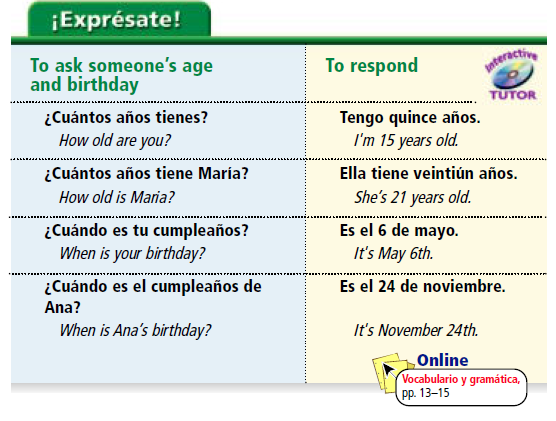 ¡Exprésate!
To ask someone's age
and birthday
To respond
Interactive
TUTOR
¿Cuántos años tienes?
How old are you?
Tengo quince años.
I'm 15 years old.
¿Cuántos años tiene María?
How old is Maria?
Ella tiene veintiún años.
She's 21 years old.
¿Cuándo es tu cumpleaños?
When is your birthday?
Es el 6 de mayo.
It's May 6th.
¿Cuándo es el cumpleaños de
Ana?
When is Ana's birthday?
Es el 24 de noviembre.
It's November 24th.
Online
Vocabulario y gramática,
pp. 13–15